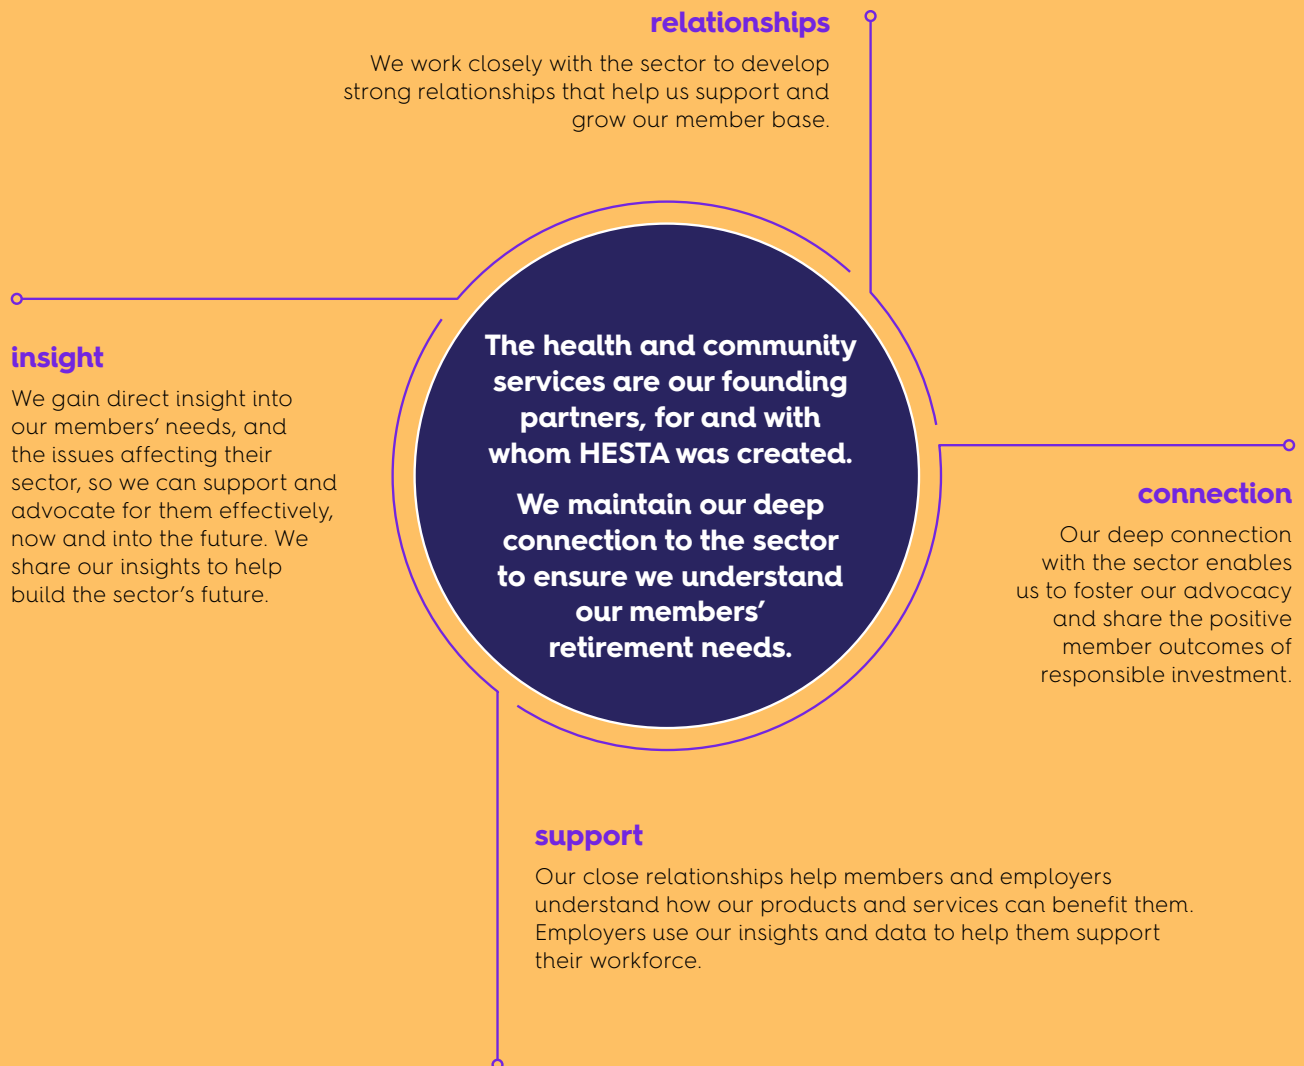 relationships
We work closely with the sector to develop
strong relationships that help us support and
grow our member base.
insight
We gain direct insight into
our members’ needs, and
the issues affecting their
sector, so we can support and
advocate for them effectively,
now and into the future. We
share our insights to help
build the sector’s future.
The health and community
services are our founding
partners, for and with
whom HESTA was created.
We maintain our deep
connection to the sector
to ensure we understand
our members’
retirement needs.
connection
Our deep connection
with the sector enables
us to foster our advocacy
and share the positive
member outcomes of
responsible investment.
support
Our close relationships help members and employers
understand how our products and services can benefit them.
Employers use our insights and data to help them support
their workforce.